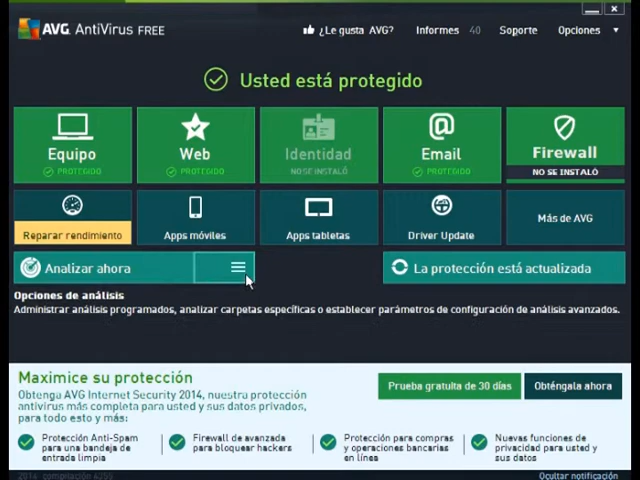 AVG. AntiVirus FREE
¿Le gusta AVG?
Informes 40
Soporte
Opciones
Usted está protegido
Equipo
PROTEGIDO
Web
PROTEGIDO
Identidad
NO SE INSTALÓ
Email
PROTEGIDO
Firewall
NO SE INSTALÓ
Reparar rendimiento
Apps móviles
Apps tabletas
Driver Update
Más de AVG
Analizar ahora
La protección está actualizada
Opciones de análisis
Administrar análisis programados, analizar carpetas específicas o establecer parámetros de configuración de análisis avanzados.
Maximice su protección
Obtenga AVG Internet Security 2014, nuestra protección
antivirus más completa para usted y sus datos privados,
para todo esto y más:
Prueba gratuita de 30 días
Obténgala ahora
Protección Anti-Spam
para una bandeja de
entrada limpia
Firewall de avanzada
para bloquear hackers
Protección para compras
y operaciones bancarias
en línea
Nuevas funciones de
privacidad para usted y
sus datos
Ocultar notificación